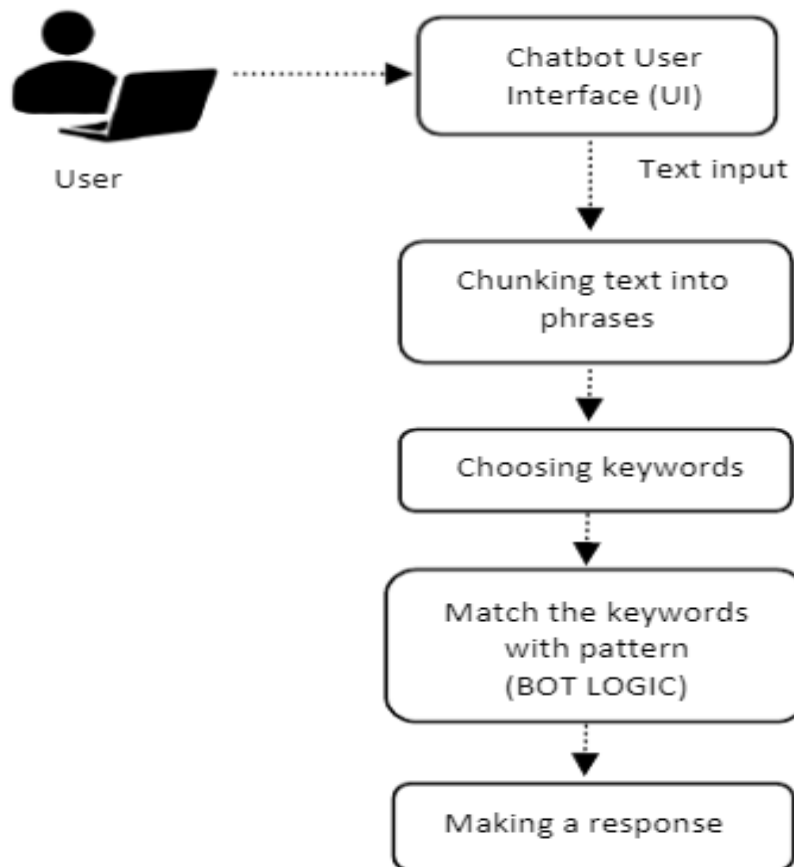 Chatbot User
Interface (UI)
User
Text input
Chunking text into
phrases
Choosing keywords
Match the keywords
with pattern
(BOT LOGIC)
Making a response